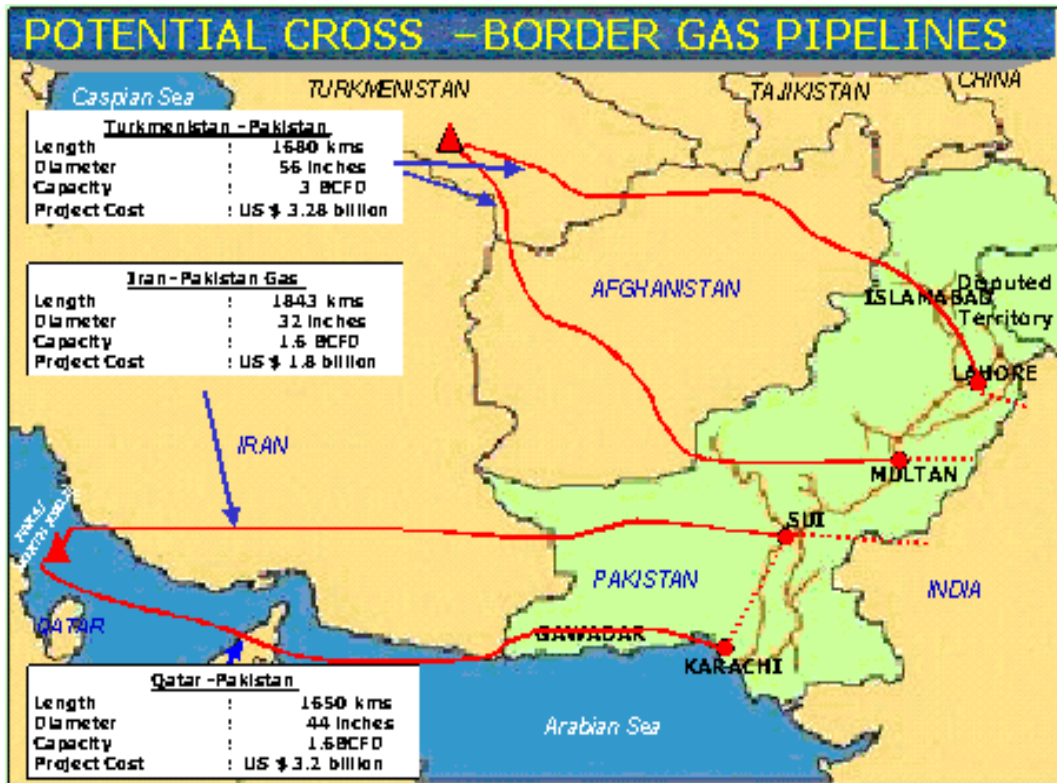 POTENTIAL CROSS –BORDER GAS PIPELINES
Caspian Sea
TURKMENISTAN
TAJIKISTAN
CHINA
Turkmenistan –Pakistan
Length : 1680 kms
Diameter : 56 inches
Capacity : 3 BCFD
Project Cost : US $ 3.28 billion
Iran–Pakistan Gas
Length : 1843 kms
Diameter : 32 inches
Capacity : 1.6 BCFD
Project Cost : US $ 1.8 billion
AFGHANISTAN
ISLAMABAD
Disputed
Territory
LAHORE
IRAN
MULTAN
SUI
PAKISTAN
INDIA
QATAR
GAWADAR
KARACHI
Qatar –Pakistan
Length : 1650 kms
Diameter : 44 inches
Capacity : 1.6BCFD
Project Cost : US $ 3.2 billion
Arabian Sea